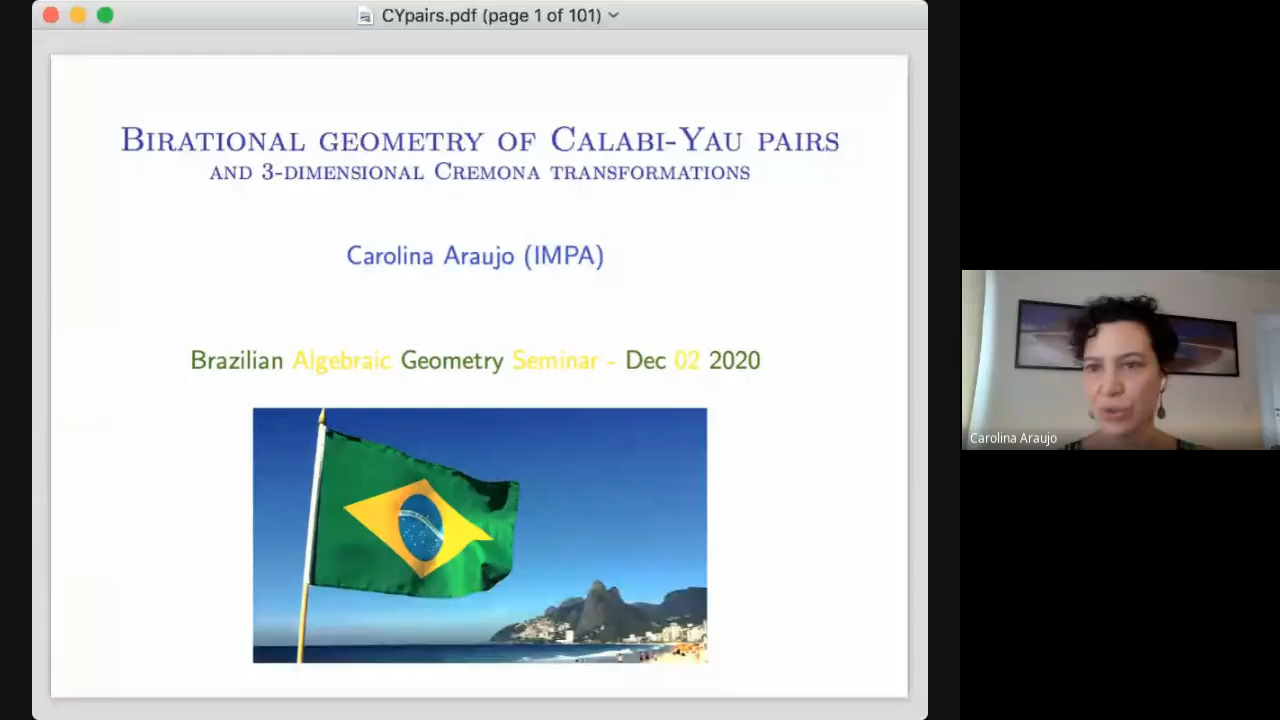 CYpairs.pdf (page 1 of 101)
BIRATIONAL GEOMETRY OF CALABI-YAU PAIRS
AND 3-DIMENSIONAL CREMONA TRANSFORMATIONS
Carolina Araujo (IMPA)
Brazilian Algebraic Geometry Seminar - Dec 02 2020
Carolina Araujo